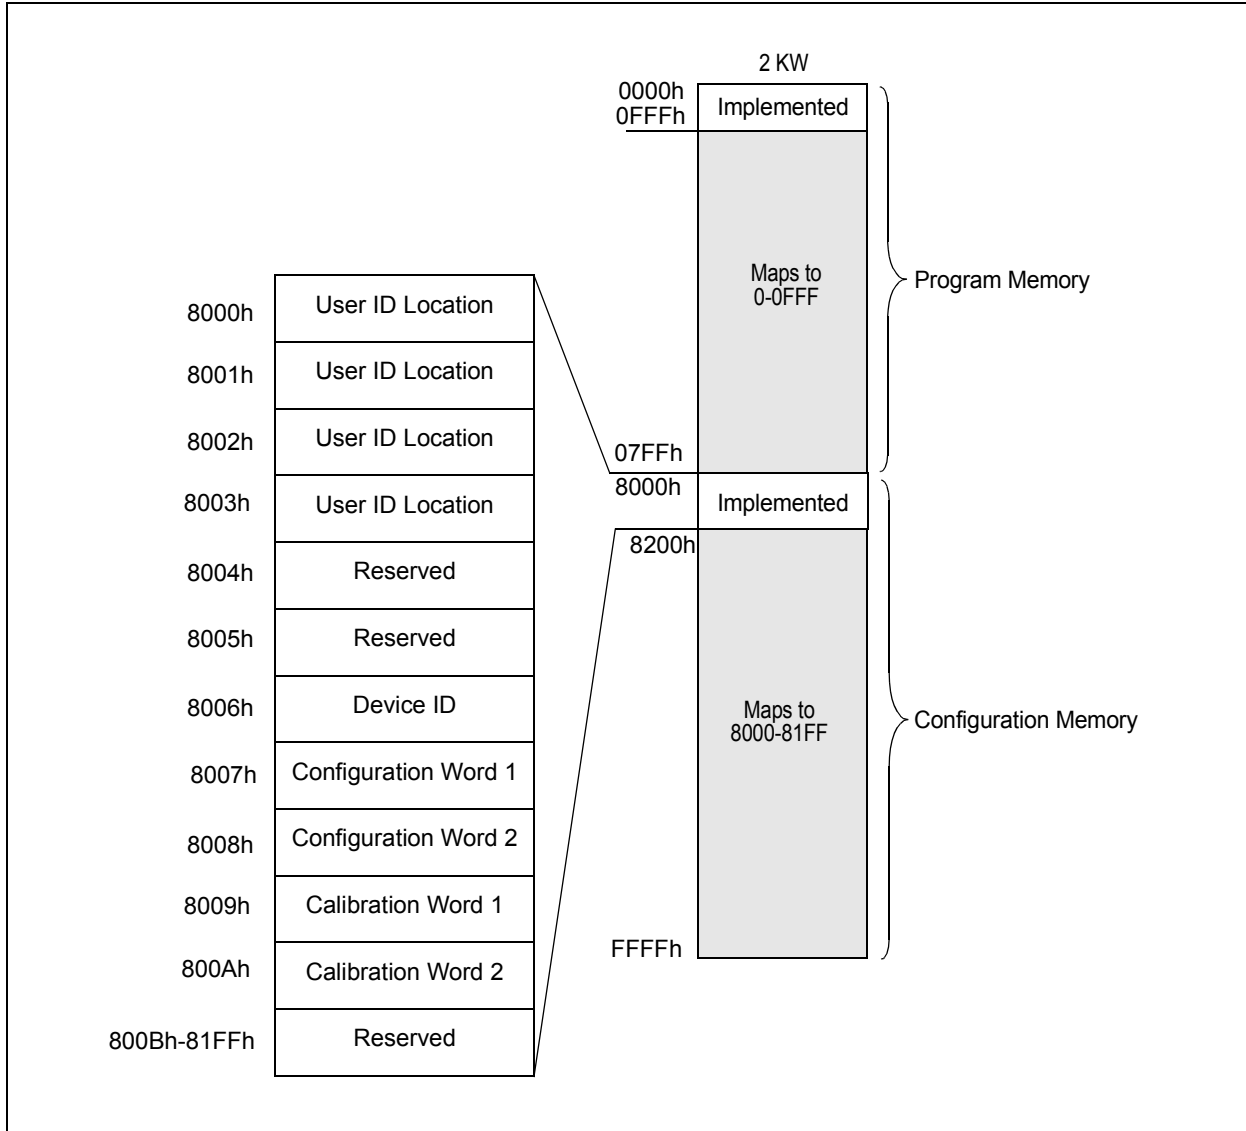 2 KW
0000h
0FFFh
Implemented
Maps to
0-0FFF
Program Memory
07FFh
8000h
Implemented
8200h
Maps to
8000-81FF
Configuration Memory
FFFFh
8000h User ID Location
8001h User ID Location
8002h User ID Location
8003h User ID Location
8004h Reserved
8005h Reserved
8006h Device ID
8007h Configuration Word 1
8008h Configuration Word 2
8009h Calibration Word 1
800Ah Calibration Word 2
800Bh-81FFh Reserved